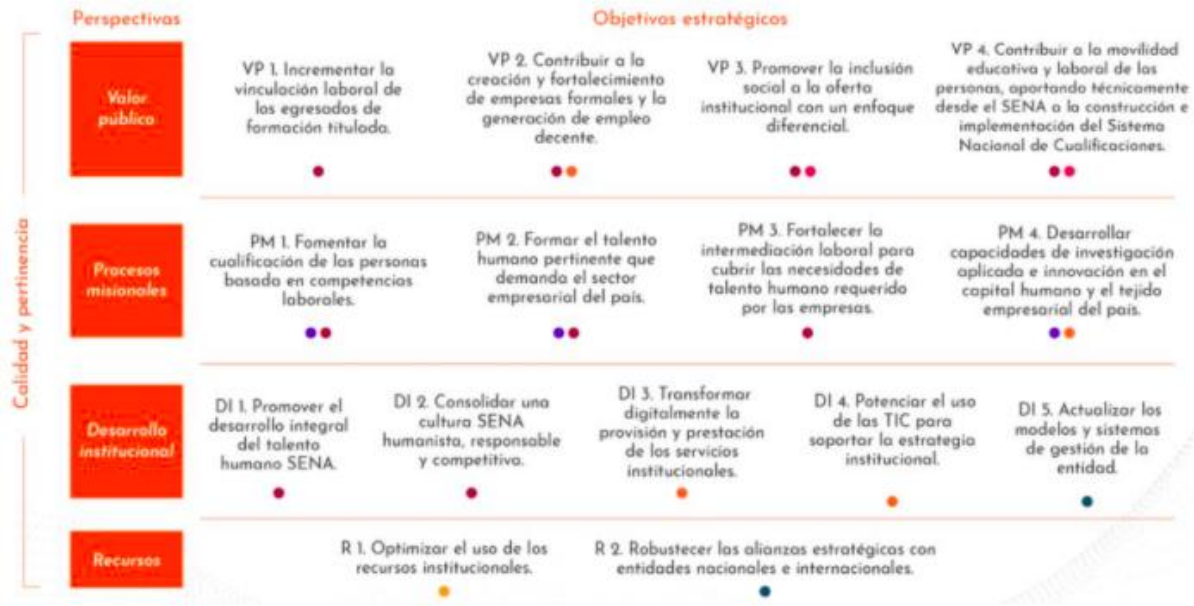 Perspectivas
Objetivos estratégicos
Calidad y pertinencia
Valor
público
VP 1. Incrementar la
vinculación laboral de
los egresados de
formación titulada.
VP 2. Contribuir a la
creación y fortalecimiento
de empresas formales y la
generación de empleo
decente.
VP 3. Promover la inclusión
social a la oferta
institucional con un enfoque
diferencial.
VP 4. Contribuir a la movilidad
educativa y laboral de las
personas, aportando técnicamente
desde el SENA a la construcción e
implementación del Sistema
Nacional de Cualificaciones.
Procesos
misionales
PM 1. Fomentar la
cualificación de las personas
basada en competencias
laborales.
PM 2. Formar el talento
humano pertinente que
demanda el sector
empresarial del país.
PM 3. Fortalecer la
intermediación laboral para
cubrir las necesidades de
talento humano requerido
por las empresas.
PM 4. Desarrollar
capacidades de investigación
aplicada e innovación en el
capital humano y el tejido
empresarial del país.
Desarrollo
institucional
DI 1. Promover el
desarrollo integral
del talento
humano SENA.
DI 2. Consolidar una
cultura SENA
humanista, responsable
y competitiva.
DI 3. Transformar
digitalmente la
provisión y prestación
de los servicios
institucionales.
DI 4. Potenciar el uso
de las TIC para
soportar la estrategia
institucional.
DI 5. Actualizar los
modelos y sistemas
de gestión de la
entidad.
Recursos
R 1. Optimizar el uso de los
recursos institucionales.
R 2. Robustecer las alianzas estratégicas con
entidades nacionales e internacionales.